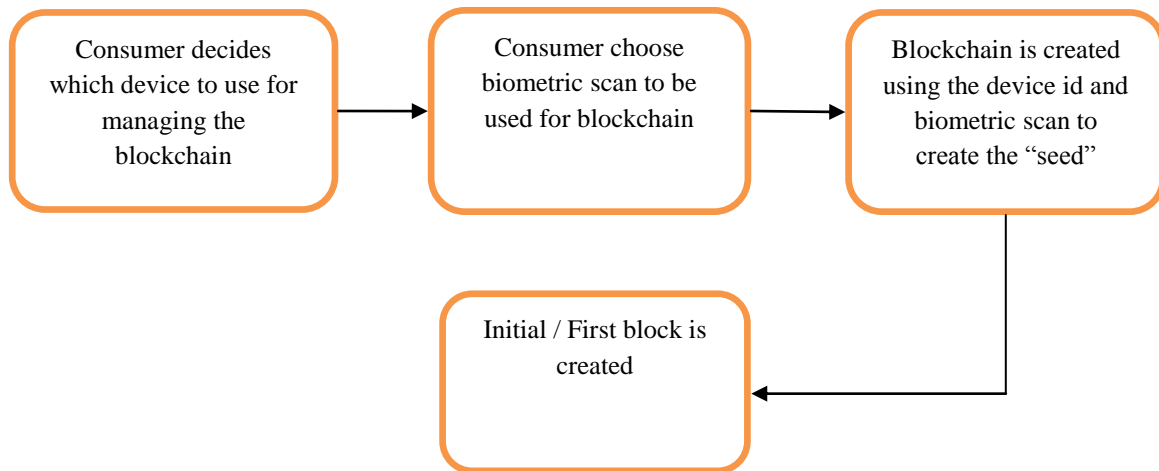 Consumer decides
which device to use for
managing the
blockchain
Consumer choose
biometric scan to be
used for blockchain
Blockchain is created
using the device id and
biometric scan to
create the “seed”
Initial / First block is
created